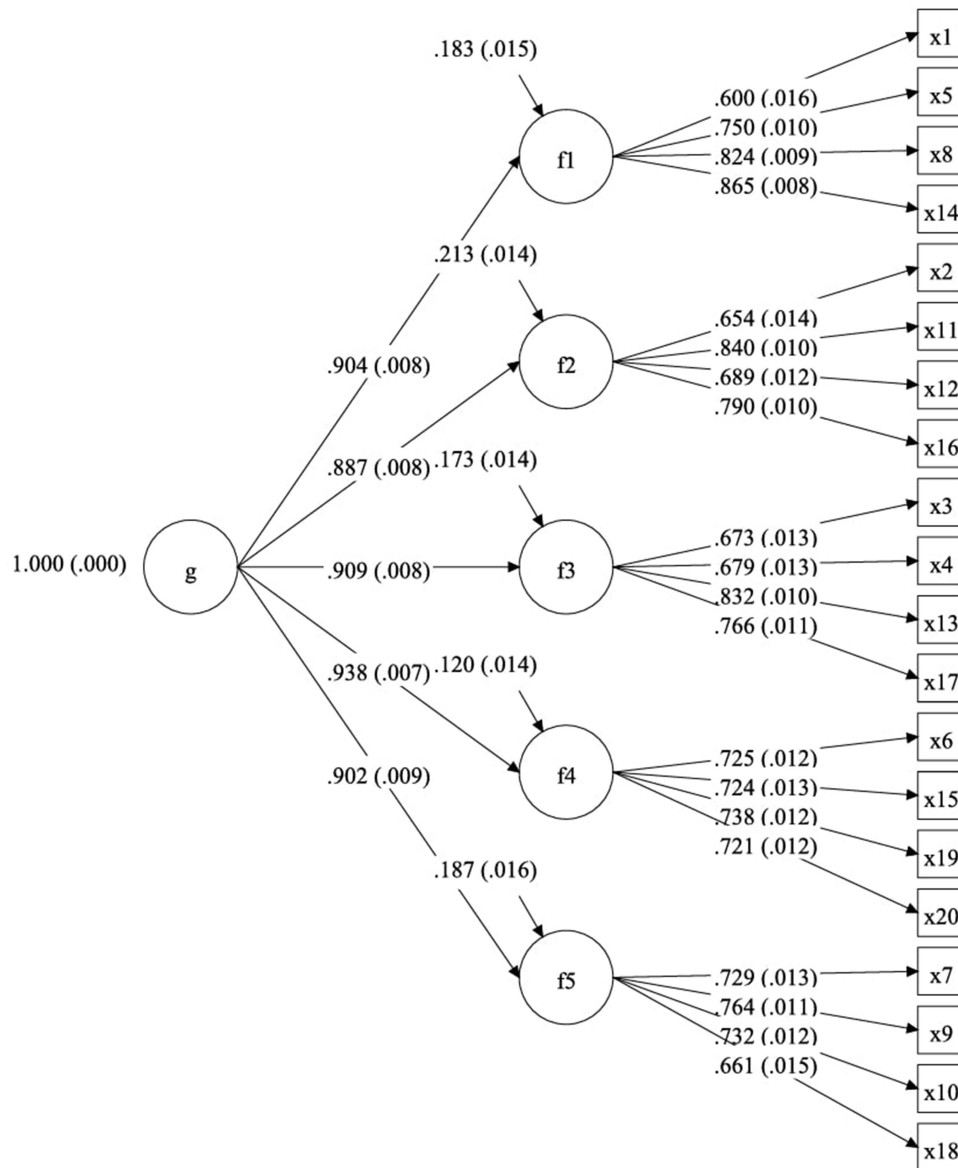 x1
.183 (.015)
.600 (.016)
x5
.750 (.010)
f1
.824 (.009)
x8
.865 (.008)
x14
.213 (.014)
x2
.654 (.014)
x11
.840 (.010)
.904 (.008)
f2
.689 (.012)
x12
.790 (.010)
x16
.887 (.008)
.173 (.014)
x3
.673 (.013)
1.000 (.000)
g
.909 (.008)
f3
.679 (.013)
x4
.832 (.010)
x13
.766 (.011)
x17
.938 (.007)
.120 (.014)
x6
.725 (.012)
.902 (.009)
f4
.724 (.013)
x15
.738 (.012)
.721 (.012)
x19
.187 (.016)
x20
x7
f5
.729 (.013)
.764 (.011)
x9
.732 (.012)
.661 (.015)
x10
x18